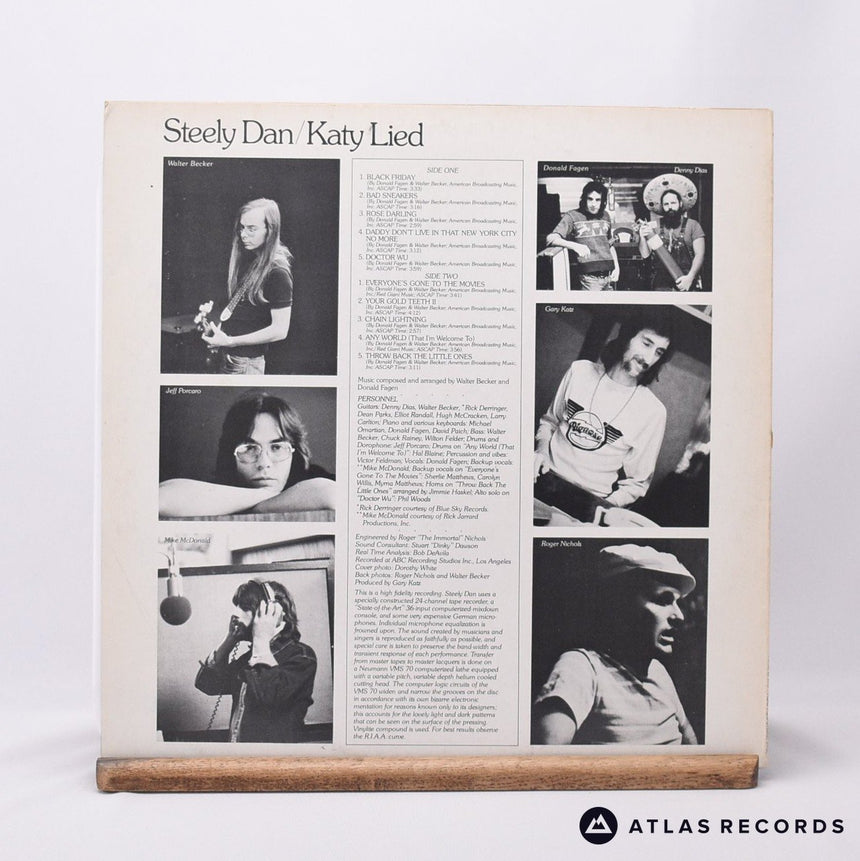 Steely Dan/Katy Lied
Walter Becker
Jeff Porcaro
Mike McDonald
SIDE ONE
1. BLACK FRIDAY
(By Donald Fagen & Walter Becker; American Broadcasting Music,
Inc. ASCAP Time: 3:33)
2. BAD SNEAKERS
(By Donald Fagen & Walter Becker; American Broadcasting Music,
Inc. ASCAP Time: 3:16)
3. ROSE DARLING
(By Donald Fagen & Walter Becker; American Broadcasting Music,
Inc. ASCAP Time: 2:59)
4. DADDY DON'T LIVE IN THAT NEW YORK CITY
NO MORE
(By Donald Fagen & Walter Becker; American Broadcasting Music,
Inc. ASCAP Time: 3:12)
5. DOCTOR WU
(By Donald Fagen & Walter Becker; American Broadcasting Music,
Inc. ASCAP Time: 3:59)
SIDE TWO
1. EVERYONE'S GONE TO THE MOVIES
(By Donald Fagen & Walter Becker; American Broadcasting Music,
Inc./Red Giant Music; ASCAP Time: 3:41)
2. YOUR GOLD TEETH II
(By Donald Fagen & Walter Becker; American Broadcasting Music,
Inc. ASCAP Time: 4:12)
3. CHAIN LIGHTNING
(By Donald Fagen & Walter Becker; American Broadcasting Music,
Inc. ASCAP Time: 2:57)
4. ANY WORLD (That I'm Welcome To)
(By Donald Fagen & Walter Becker; American Broadcasting Music,
Inc./Red Giant Music; ASCAP Time: 3:56)
5. THROW BACK THE LITTLE ONES
(By Donald Fagen & Walter Becker; American Broadcasting Music,
Inc. ASCAP Time: 3:11)
Music composed and arranged by Walter Becker and
Donald Fagen
PERSONNEL
Guitars: Denny Dias, Walter Becker, *Rick Derringer,
Dean Parks, Elliot Randall, Hugh McCracken, Larry
Carlton; Piano and various keyboards: Michael
Omartian, Donald Fagen, David Paich; Bass: Walter
Becker, Chuck Rainey, Wilton Felder; Drums and
Dorophone: Jeff Porcaro; Drums on "Any World (That
I'm Welcome To)": Hal Blaine; Percussion and vibes:
Victor Feldman; Vocals: Donald Fagen; Backup vocals:
**Mike McDonald; Backup vocals on "Everyone's
Gone To The Movies": Sherlie Matthews, Carolyn
Willis, Myrna Matthews; Horns on "Throw Back The
Little Ones" arranged by Jimmie Haskel; Alto solo on
"Doctor Wu": Phil Woods
*Rick Derringer courtesy of Blue Sky Records.
**Mike McDonald courtesy of Rick Jarrard
Productions, Inc.
Engineered by Roger "The Immortal" Nichols
Sound Consultant: Stuart "Dinky" Dawson
Real Time Analysis: Bob DeAvila
Recorded at ABC Recording Studios Inc., Los Angeles
Cover photo: Dorothy White
Back photos: Roger Nichols and Walter Becker
Produced by Gary Katz
This is a high fidelity recording. Steely Dan uses a
specially constructed 24-channel tape recorder, a
"State-of-the-Art" 36-input computerized mixdown
console, and some very expensive German micro-
phones. Individual microphone equalization is
frowned upon. The sound created by musicians and
singers is reproduced as faithfully as possible, and
special care is taken to preserve the band-width and
transient response of each performance. Transfer
from master tapes to master lacquers is done on
a Neumann VMS 70 computerized lathe equipped
with a variable pitch, variable depth helium cooled
cutting head. The computer logic circuits of the
VMS 70 widen and narrow the grooves on the disc
in accordance with its own bizarre electronic
mentation for reasons known only to its designers;
this accounts for the lovely light and dark patterns
that can be seen on the surface of the pressing.
Vinylite compound is used. For best results observe
the R.I.A.A. curve.
Donald Fagen
Denny Dias
Gary Katz
Roger Nichols
ATLAS RECORDS